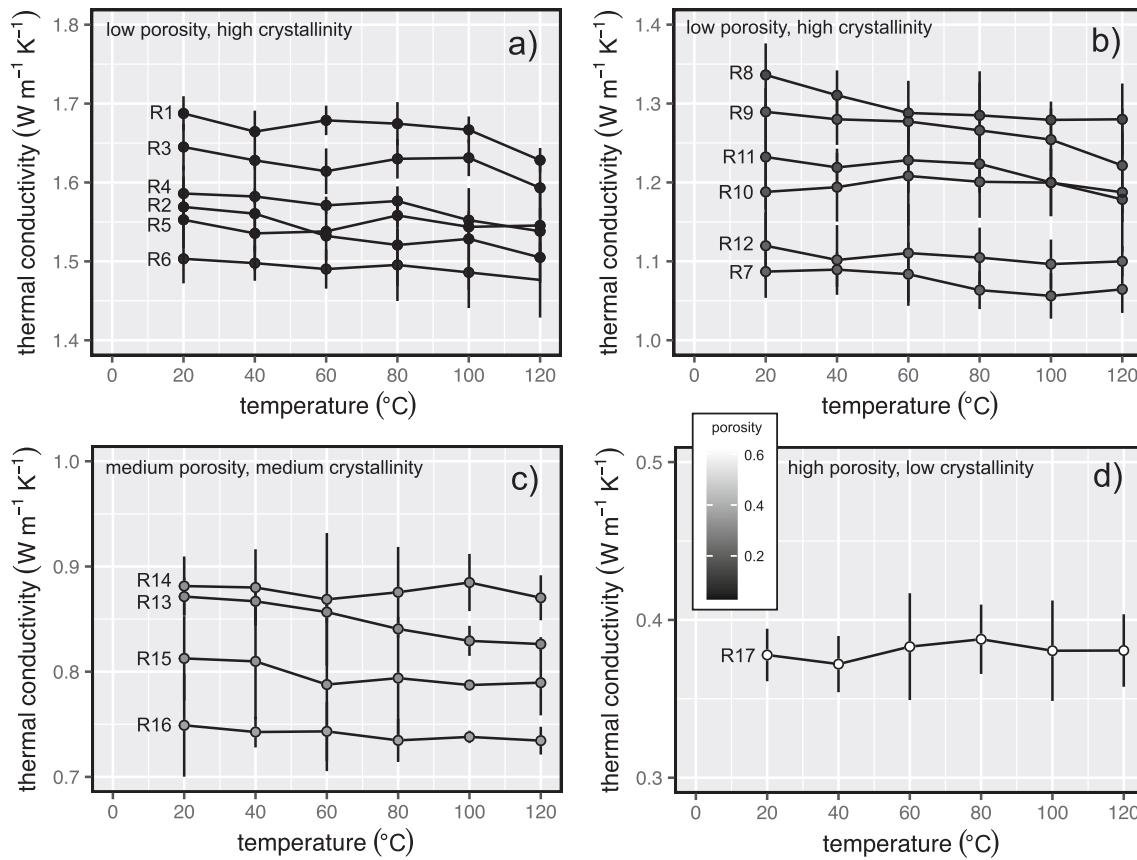 low porosity, high crystallinity
a)
thermal conductivity (W m⁻¹ K⁻¹)
1.8
1.7
1.6
1.5
1.4
R1
R3
R4
R2
R5
R6
0 20 40 60 80 100 120
temperature (°C)
low porosity, high crystallinity
b)
thermal conductivity (W m⁻¹ K⁻¹)
1.4
1.3
1.2
1.1
1.0
R8
R9
R11
R10
R12
R7
0 20 40 60 80 100 120
temperature (°C)
medium porosity, medium crystallinity
c)
thermal conductivity (W m⁻¹ K⁻¹)
1.0
0.9
0.8
0.7
R14
R13
R15
R16
0 20 40 60 80 100 120
temperature (°C)
porosity
0.6
0.4
0.2
high porosity, low crystallinity
d)
thermal conductivity (W m⁻¹ K⁻¹)
0.5
0.4
0.3
R17
0 20 40 60 80 100 120
temperature (°C)